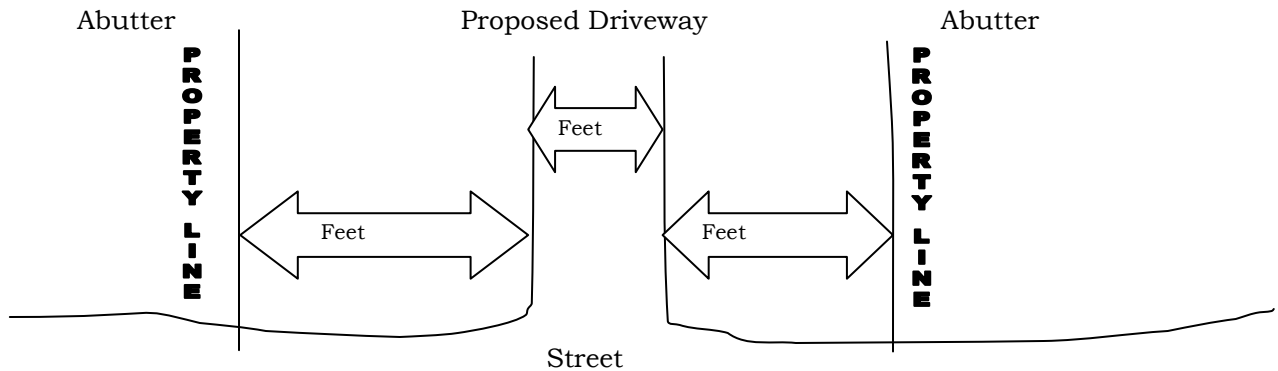 Abutter
Proposed Driveway
Abutter
PROPERTY LINE
PROPERTY LINE
Feet
Feet
Feet
Street